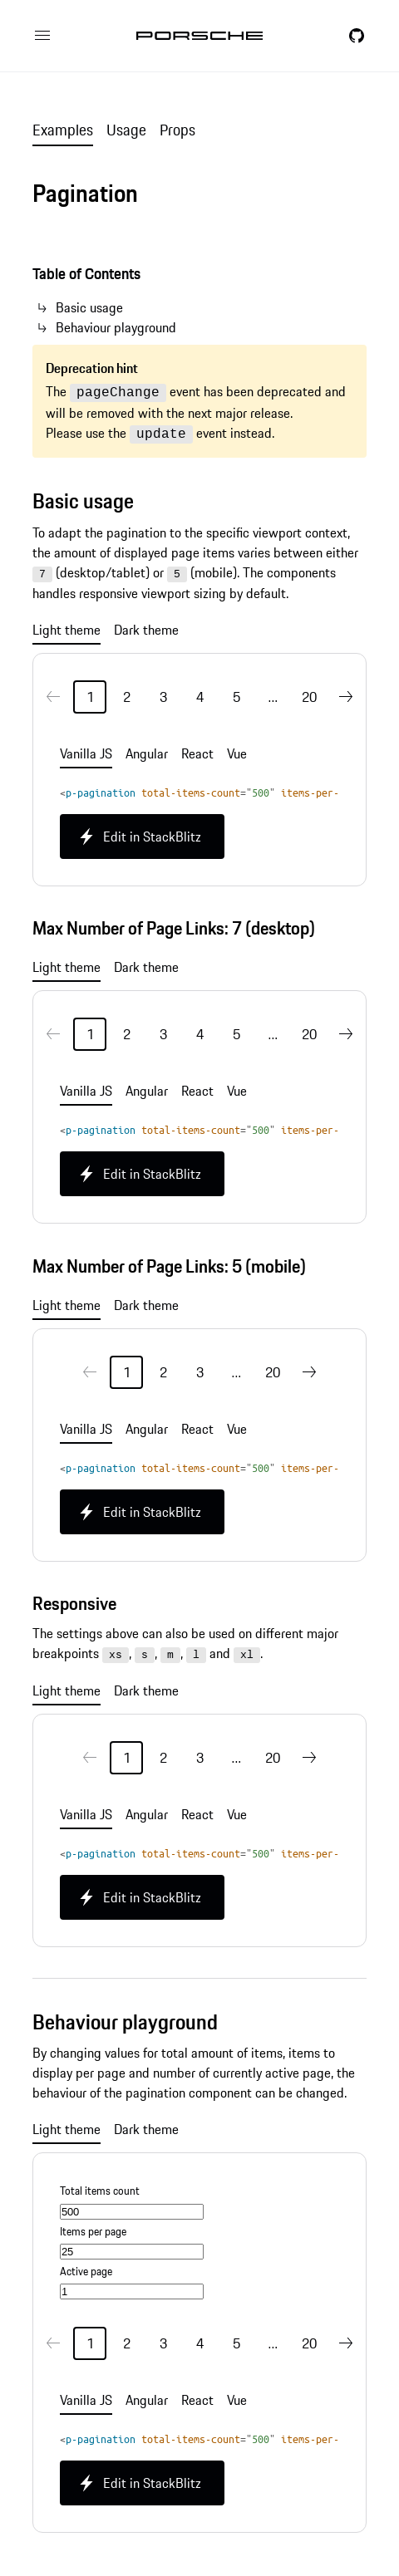 PORSCHE
Examples Usage Props
Pagination
Table of Contents
Basic usage
Behaviour playground
Deprecation hint
The pageChange event has been deprecated and
will be removed with the next major release.
Please use the update event instead.
Basic usage
To adapt the pagination to the specific viewport context,
the amount of displayed page items varies between either
7 (desktop/tablet) or 5 (mobile). The components
handles responsive viewport sizing by default.
Light theme Dark theme
1 2 3 4 5 ... 20
Vanilla JS Angular React Vue
<p-pagination total-items-count="500" items-per-
Edit in StackBlitz
Max Number of Page Links: 7 (desktop)
Light theme Dark theme
1 2 3 4 5 ... 20
Vanilla JS Angular React Vue
<p-pagination total-items-count="500" items-per-
Edit in StackBlitz
Max Number of Page Links: 5 (mobile)
Light theme Dark theme
1 2 3 ... 20
Vanilla JS Angular React Vue
<p-pagination total-items-count="500" items-per-
Edit in StackBlitz
Responsive
The settings above can also be used on different major
breakpoints xs, s, m, l and xl.
Light theme Dark theme
1 2 3 ... 20
Vanilla JS Angular React Vue
<p-pagination total-items-count="500" items-per-
Edit in StackBlitz
Behaviour playground
By changing values for total amount of items, items to
display per page and number of currently active page, the
behaviour of the pagination component can be changed.
Light theme Dark theme
Total items count
500
Items per page
25
Active page
1
1 2 3 4 5 ... 20
Vanilla JS Angular React Vue
<p-pagination total-items-count="500" items-per-
Edit in StackBlitz